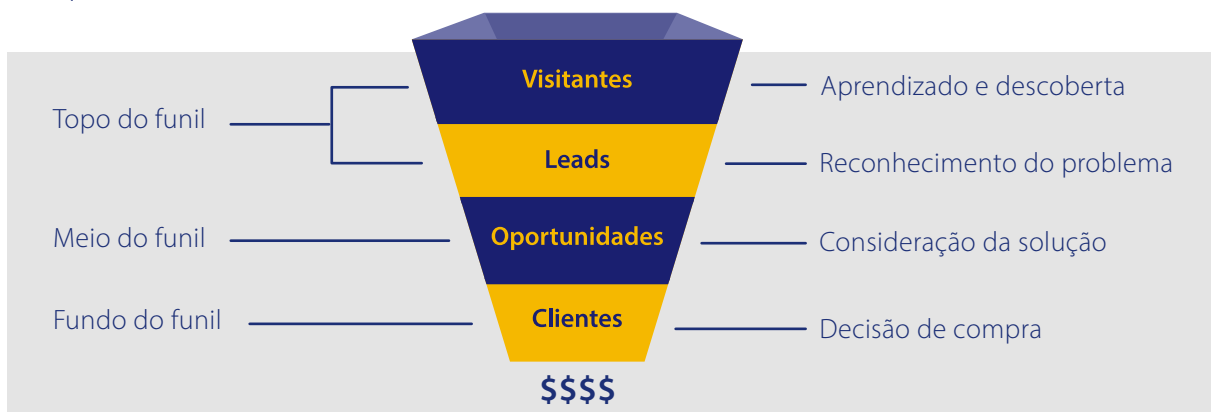 Visitantes
Aprendizado e descoberta
Topo do funil
Leads
Reconhecimento do problema
Meio do funil
Oportunidades
Consideração da solução
Fundo do funil
Clientes
Decisão de compra
$$$$